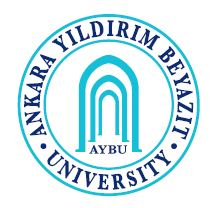 • ANKARA YILDIRIM BEYAZIT •
UNIVERSITY
AYBU